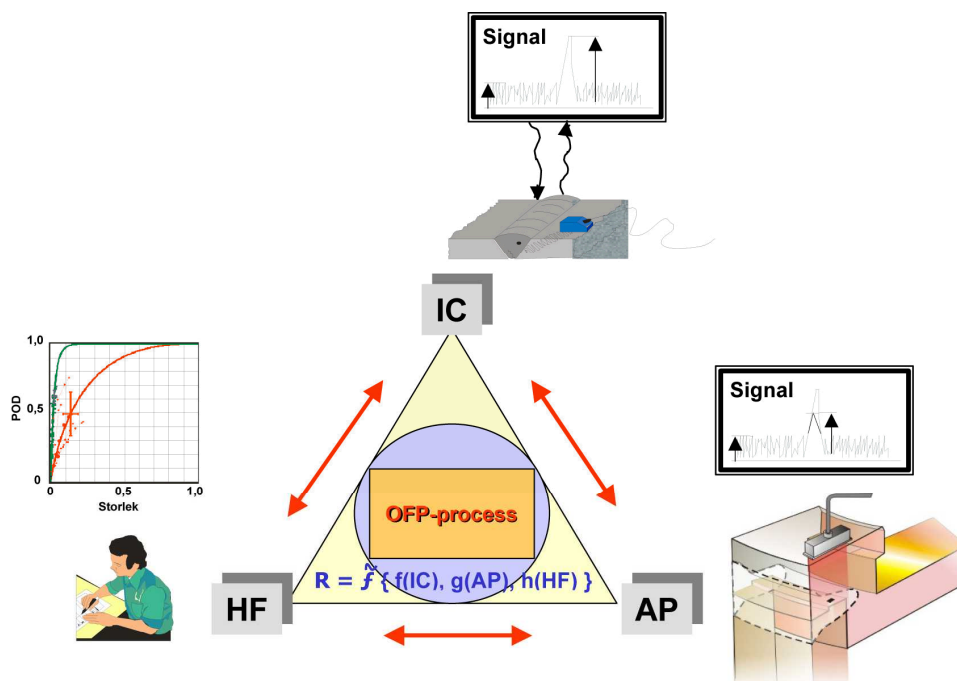 Signal
IC
1,0
POD
0,5
0
0
0,5
1,0
Storlek
Signal
OFP-process
R = f̃ { f(IC), g(AP), h(HF) }
HF
AP